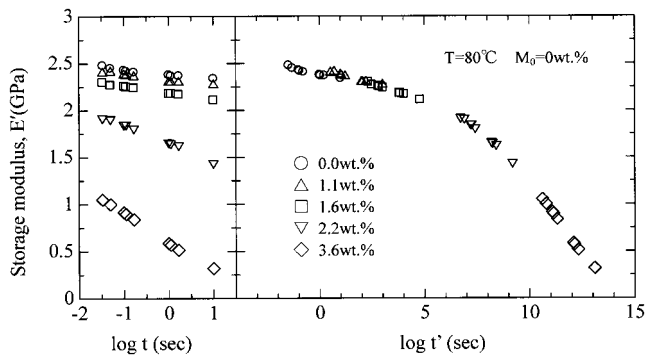 Storage modulus, E'(GPa)
3
2.5
2
1.5
1
0.5
0
T=80℃ M₀=0wt.%
0.0wt.%
1.1wt.%
1.6wt.%
2.2wt.%
3.6wt.%
-2 -1 0 1 0 5 10 15
log t (sec) log t' (sec)